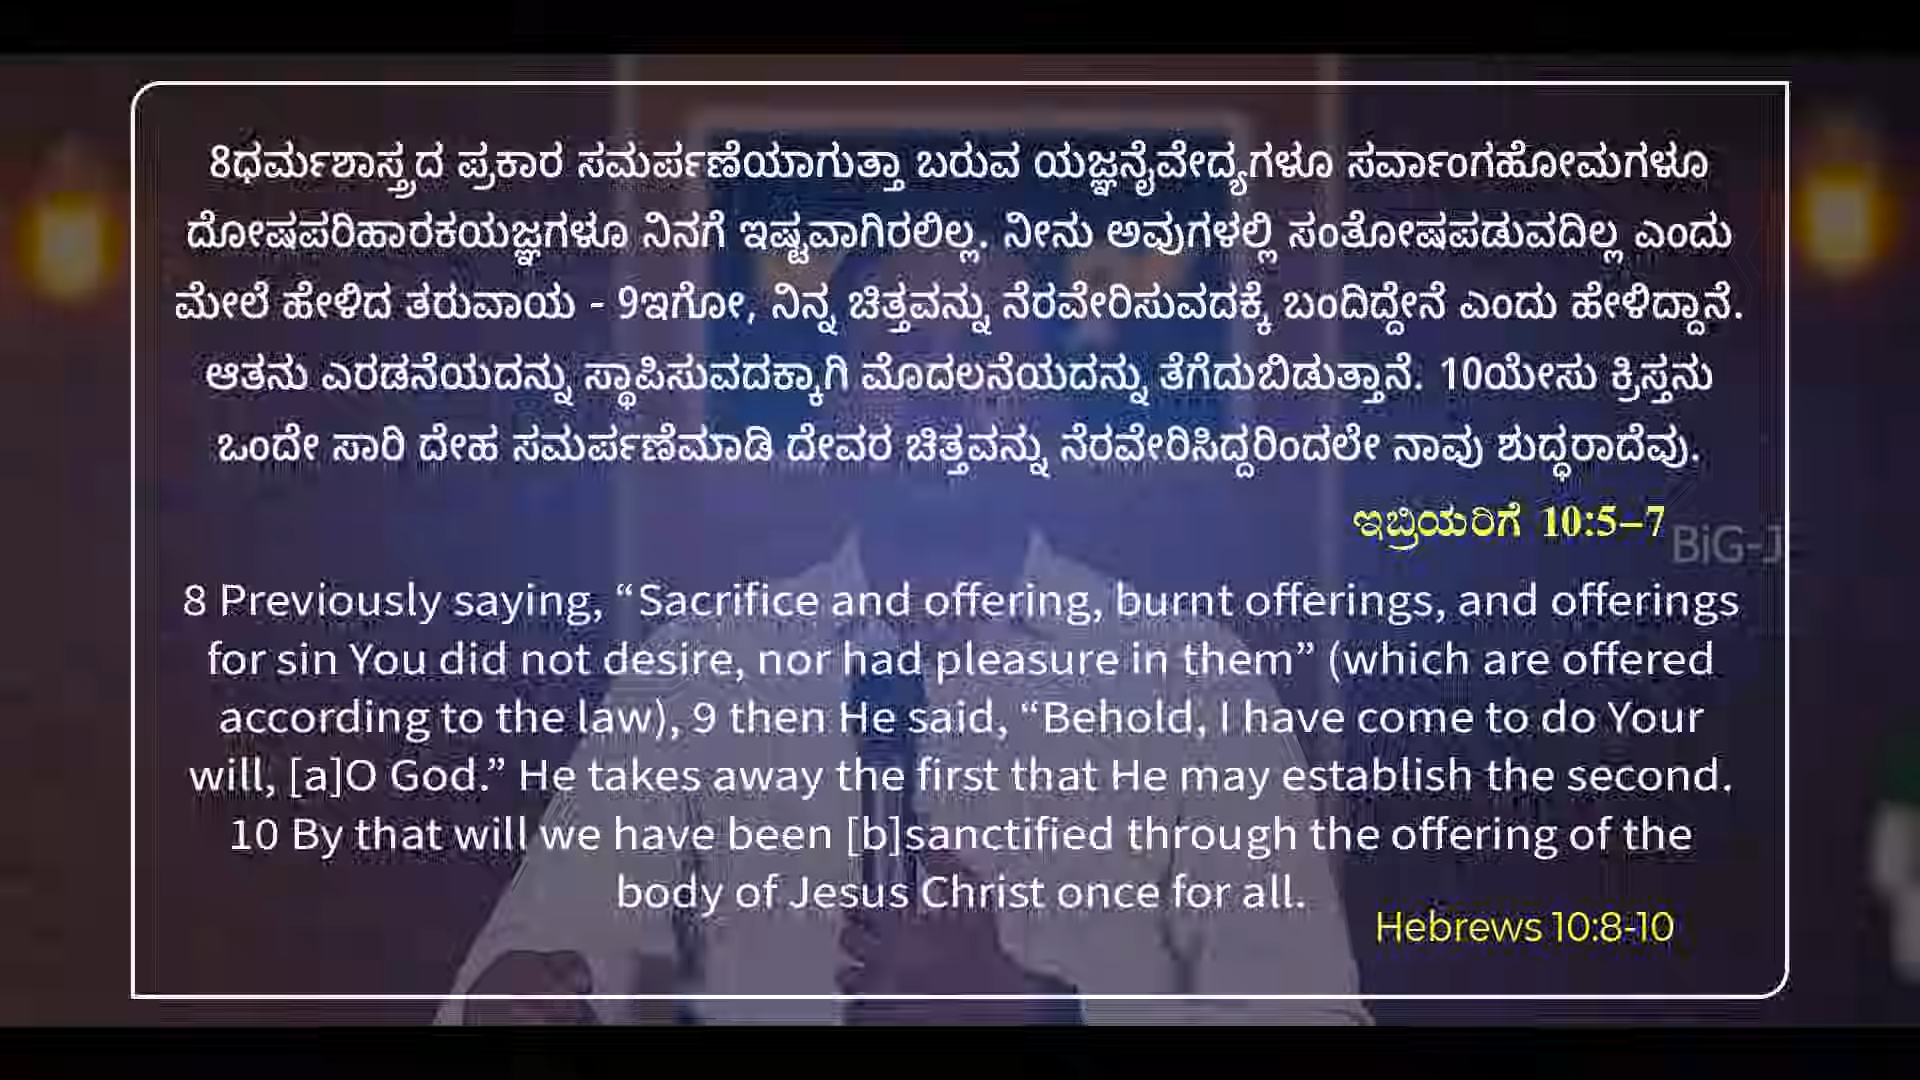 8ಧರ್ಮಶಾಸ್ತ್ರದ ಪ್ರಕಾರ ಸಮರ್ಪಣೆಯಾಗುತ್ತಾ ಬರುವ ಯಜ್ಞನೈವೇದ್ಯಗಳೂ ಸರ್ವಾಂಗಹೋಮಗಳೂ
ದೋಷಪರಿಹಾರಕಯಜ್ಞಗಳೂ ನಿನಗೆ ಇಷ್ಟವಾಗಿರಲಿಲ್ಲ. ನೀನು ಅವುಗಳಲ್ಲಿ ಸಂತೋಷಪಡುವದಿಲ್ಲ ಎಂದು
ಮೇಲೆ ಹೇಳಿದ ತರುವಾಯ - 9ಇಗೋ, ನಿನ್ನ ಚಿತ್ತವನ್ನು ನೆರವೇರಿಸುವದಕ್ಕೆ ಬಂದಿದ್ದೇನೆ ಎಂದು ಹೇಳಿದ್ದಾನೆ.
ಆತನು ಎರಡನೆಯದನ್ನು ಸ್ಥಾಪಿಸುವದಕ್ಕಾಗಿ ಮೊದಲನೆಯದನ್ನು ತೆಗೆದುಬಿಡುತ್ತಾನೆ. 10ಯೇಸು ಕ್ರಿಸ್ತನು
ಒಂದೇ ಸಾರಿ ದೇಹ ಸಮರ್ಪಣೆಮಾಡಿ ದೇವರ ಚಿತ್ತವನ್ನು ನೆರವೇರಿಸಿದ್ದರಿಂದಲೇ ನಾವು ಶುದ್ಧರಾದೆವು.
ಇಬ್ರಿಯರಿಗೆ 10:5–7
BiG-J
8 Previously saying, “Sacrifice and offering, burnt offerings, and offerings
for sin You did not desire, nor had pleasure in them” (which are offered
according to the law), 9 then He said, “Behold, I have come to do Your
will, [a]O God.” He takes away the first that He may establish the second.
10 By that will we have been [b]sanctified through the offering of the
body of Jesus Christ once for all.
Hebrews 10:8-10